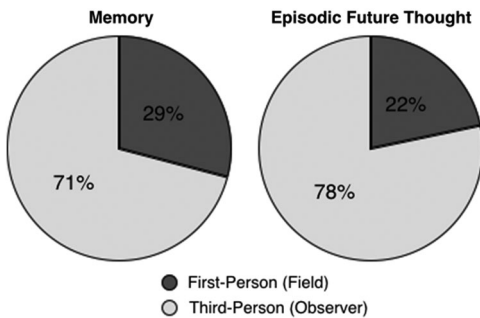 Memory
Episodic Future Thought
29%
71%
22%
78%
First-Person (Field)
Third-Person (Observer)